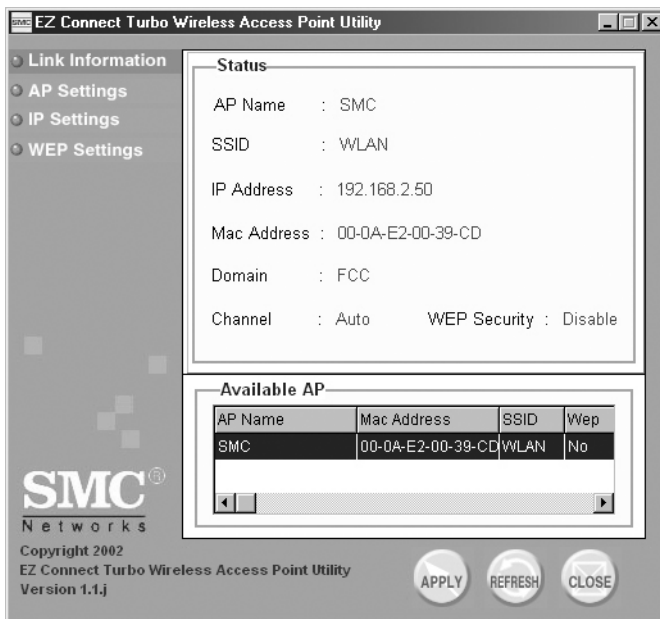 SMC EZ Connect Turbo Wireless Access Point Utility
Link Information
AP Settings
IP Settings
WEP Settings
Status
AP Name : SMC
SSID : WLAN
IP Address : 192.168.2.50
Mac Address : 00-0A-E2-00-39-CD
Domain : FCC
Channel : Auto WEP Security : Disable
Available AP
AP Name Mac Address SSID Wep
SMC 00-0A-E2-00-39-CD WLAN No
SMC®
Networks
Copyright 2002
EZ Connect Turbo Wireless Access Point Utility
Version 1.1.j
APPLY REFRESH CLOSE